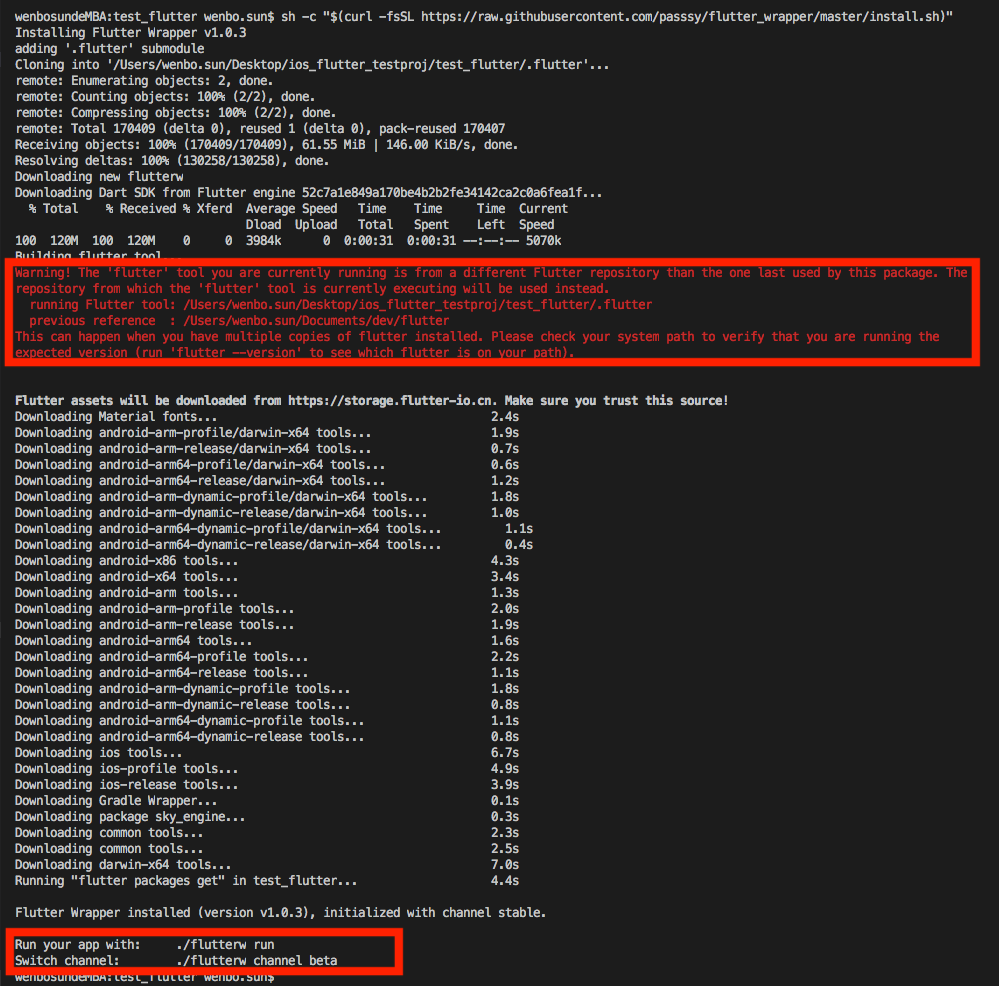 wenbosundeMBA:test_flutter wenbo.sun$ sh -c "$(curl -fsSL https://raw.githubusercontent.com/passsy/flutter_wrapper/master/install.sh)"
Installing Flutter Wrapper v1.0.3
adding '.flutter' submodule
Cloning into '/Users/wenbo.sun/Desktop/ios_flutter_testproj/test_flutter/.flutter'...
remote: Enumerating objects: 2, done.
remote: Counting objects: 100% (2/2), done.
remote: Compressing objects: 100% (2/2), done.
remote: Total 170409 (delta 0), reused 1 (delta 0), pack-reused 170407
Receiving objects: 100% (170409/170409), 61.55 MiB | 146.00 KiB/s, done.
Resolving deltas: 100% (130258/130258), done.
Downloading new flutterw
Downloading Dart SDK from Flutter engine 52c7a1e849a170be4b2b2fe34142ca2c0a6fea1f...
  % Total    % Received % Xferd  Average Speed   Time    Time     Time  Current
                                 Dload  Upload   Total   Spent    Left  Speed
100  120M  100  120M    0     0  3984k      0  0:00:31  0:00:31 --:--:-- 5070k
Building flutter tool...
Warning! The 'flutter' tool you are currently running is from a different Flutter repository than the one last used by this package. The
repository from which the 'flutter' tool is currently executing will be used instead.
  running Flutter tool: /Users/wenbo.sun/Desktop/ios_flutter_testproj/test_flutter/.flutter
  previous reference  : /Users/wenbo.sun/Documents/dev/flutter
This can happen when you have multiple copies of flutter installed. Please check your system path to verify that you are running the
expected version (run 'flutter --version' to see which flutter is on your path).
Flutter assets will be downloaded from https://storage.flutter-io.cn. Make sure you trust this source!
Downloading Material fonts...                                       2.4s
Downloading android-arm-profile/darwin-x64 tools...                 1.9s
Downloading android-arm-release/darwin-x64 tools...                 0.7s
Downloading android-arm64-profile/darwin-x64 tools...               0.6s
Downloading android-arm64-release/darwin-x64 tools...               1.2s
Downloading android-arm-dynamic-profile/darwin-x64 tools...         1.8s
Downloading android-arm-dynamic-release/darwin-x64 tools...         1.0s
Downloading android-arm64-dynamic-profile/darwin-x64 tools...         1.1s
Downloading android-arm64-dynamic-release/darwin-x64 tools...         0.4s
Downloading android-x86 tools...                                    4.3s
Downloading android-x64 tools...                                    3.4s
Downloading android-arm tools...                                    1.3s
Downloading android-arm-profile tools...                            2.0s
Downloading android-arm-release tools...                            1.9s
Downloading android-arm64 tools...                                  1.6s
Downloading android-arm64-profile tools...                          2.2s
Downloading android-arm64-release tools...                          1.1s
Downloading android-arm-dynamic-profile tools...                    1.8s
Downloading android-arm-dynamic-release tools...                    0.8s
Downloading android-arm64-dynamic-profile tools...                  1.1s
Downloading android-arm64-dynamic-release tools...                  0.8s
Downloading ios tools...                                            6.7s
Downloading ios-profile tools...                                    4.9s
Downloading ios-release tools...                                    3.9s
Downloading Gradle Wrapper...                                       0.1s
Downloading package sky_engine...                                   0.3s
Downloading common tools...                                         2.3s
Downloading common tools...                                         2.5s
Downloading darwin-x64 tools...                                     7.0s
Running "flutter packages get" in test_flutter...                   4.4s
Flutter Wrapper installed (version v1.0.3), initialized with channel stable.
Run your app with:     ./flutterw run
Switch channel:        ./flutterw channel beta
wenbosundeMBA:test_flutter wenbo.sun$